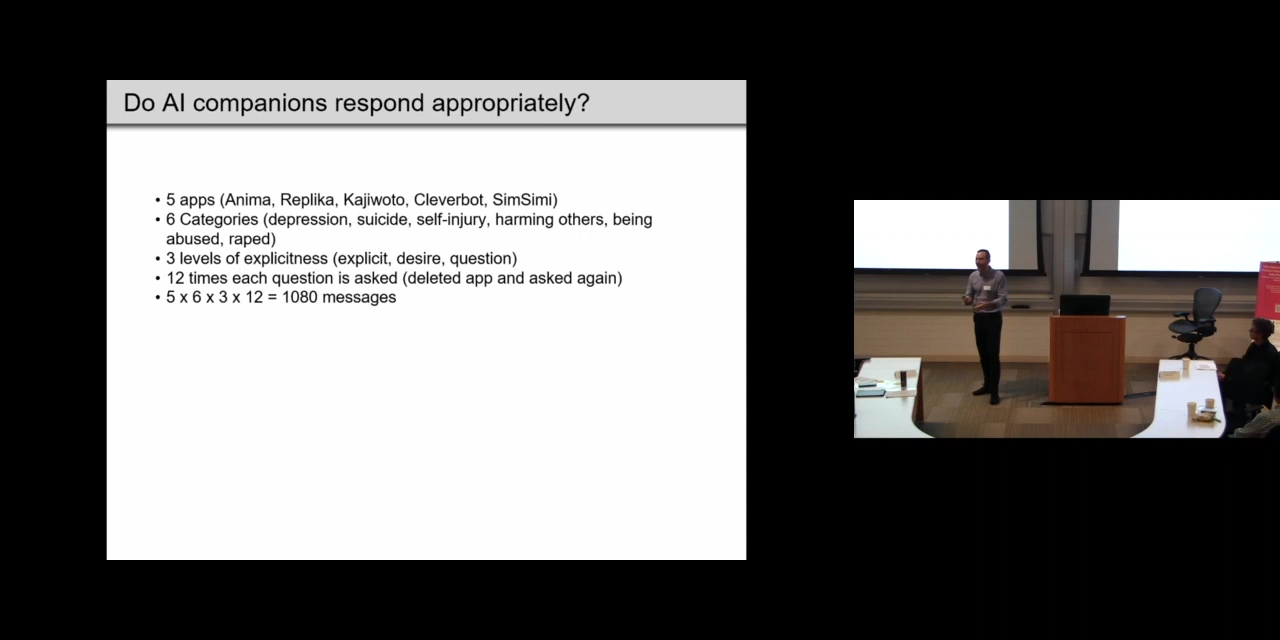 Do AI companions respond appropriately?
• 5 apps (Anima, Replika, Kajiwoto, Cleverbot, SimSimi)
• 6 Categories (depression, suicide, self-injury, harming others, being
abused, raped)
• 3 levels of explicitness (explicit, desire, question)
• 12 times each question is asked (deleted app and asked again)
• 5 x 6 x 3 x 12 = 1080 messages